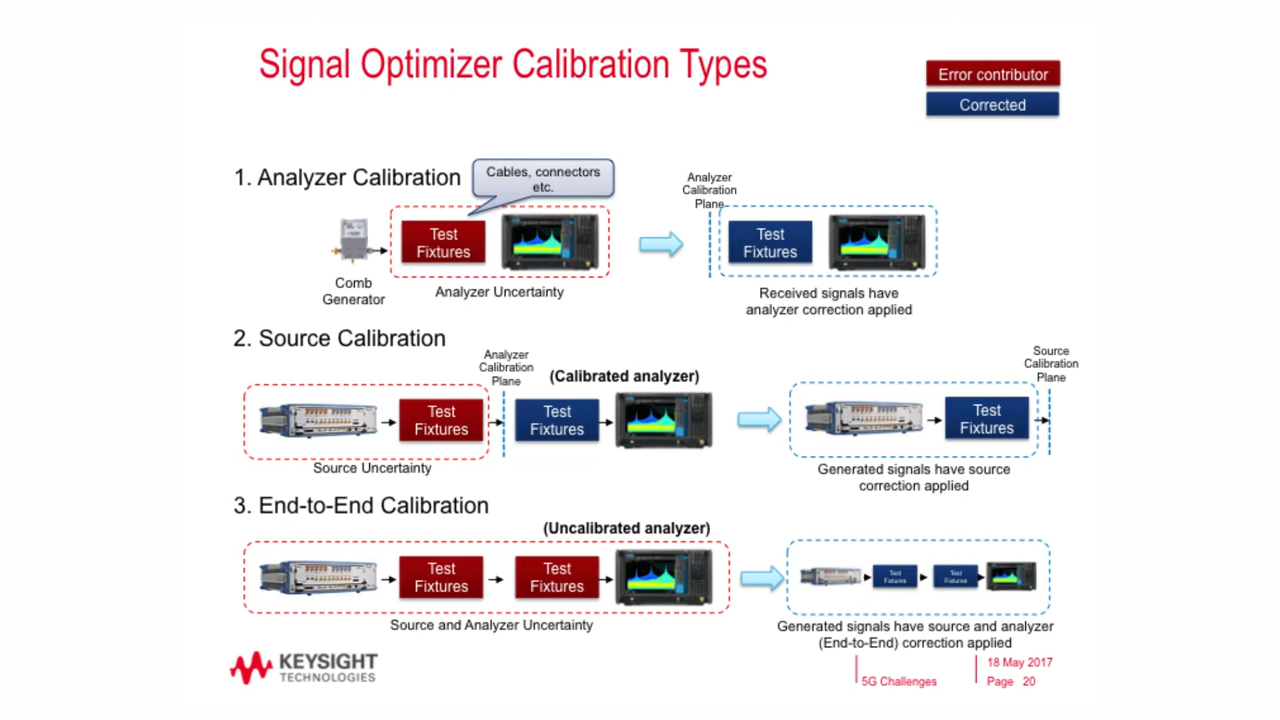 Signal Optimizer Calibration Types
Error contributor
Corrected
1. Analyzer Calibration
Cables, connectors
etc.
Analyzer
Calibration
Plane
Test
Fixtures
Test
Fixtures
Comb
Generator
Analyzer Uncertainty
Received signals have
analyzer correction applied
2. Source Calibration
Analyzer
Calibration
Plane
(Calibrated analyzer)
Source
Calibration
Plane
Test
Fixtures
Test
Fixtures
Test
Fixtures
Source Uncertainty
Generated signals have source
correction applied
3. End-to-End Calibration
(Uncalibrated analyzer)
Test
Fixtures
Test
Fixtures
Test
Fixtures
Test
Fixtures
Source and Analyzer Uncertainty
Generated signals have source and analyzer
(End-to-End) correction applied
KEYSIGHT
TECHNOLOGIES
5G Challenges
18 May 2017
Page 20